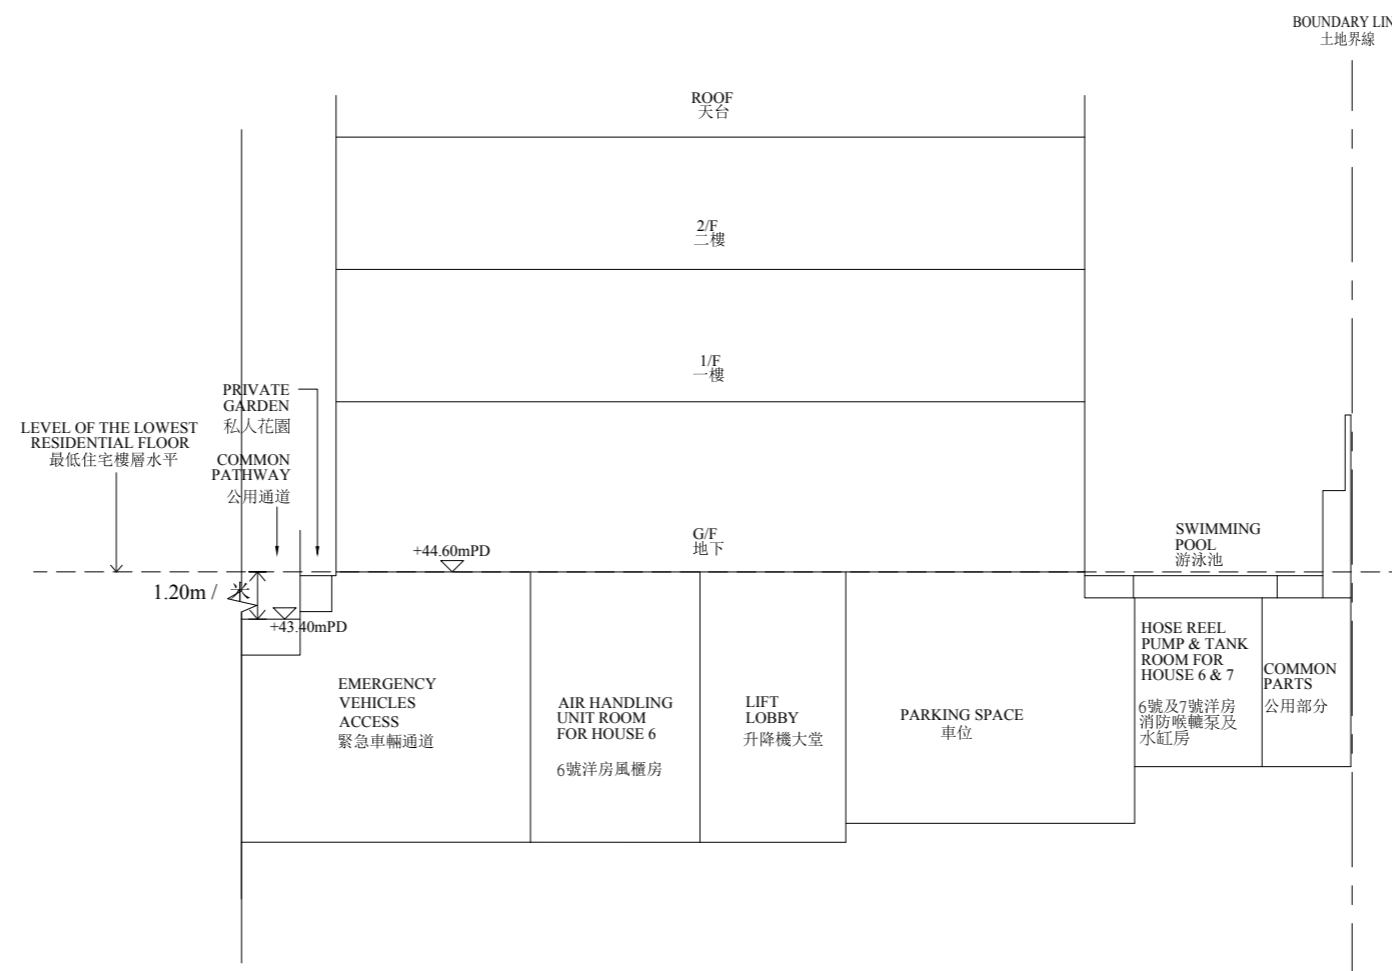 BOUNDARY LIN
土地界線
ROOF
天台
2/F
二樓
1/F
一樓
PRIVATE
GARDEN
私人花園
LEVEL OF THE LOWEST
RESIDENTIAL FLOOR
最低住宅樓層水平
COMMON
PATHWAY
公用通道
G/F
地下
+44.60mPD
SWIMMING
POOL
游泳池
1.20m / 米
+43.40mPD
EMERGENCY
VEHICLES
ACCESS
緊急車輛通道
AIR HANDLING
UNIT ROOM
FOR HOUSE 6
6號洋房風櫃房
LIFT
LOBBY
升降機大堂
PARKING SPACE
車位
HOSE REEL
PUMP & TANK
ROOM FOR
HOUSE 6 & 7
6號及7號洋房
消防喉轆泵及
水缸房
COMMON
PARTS
公用部分